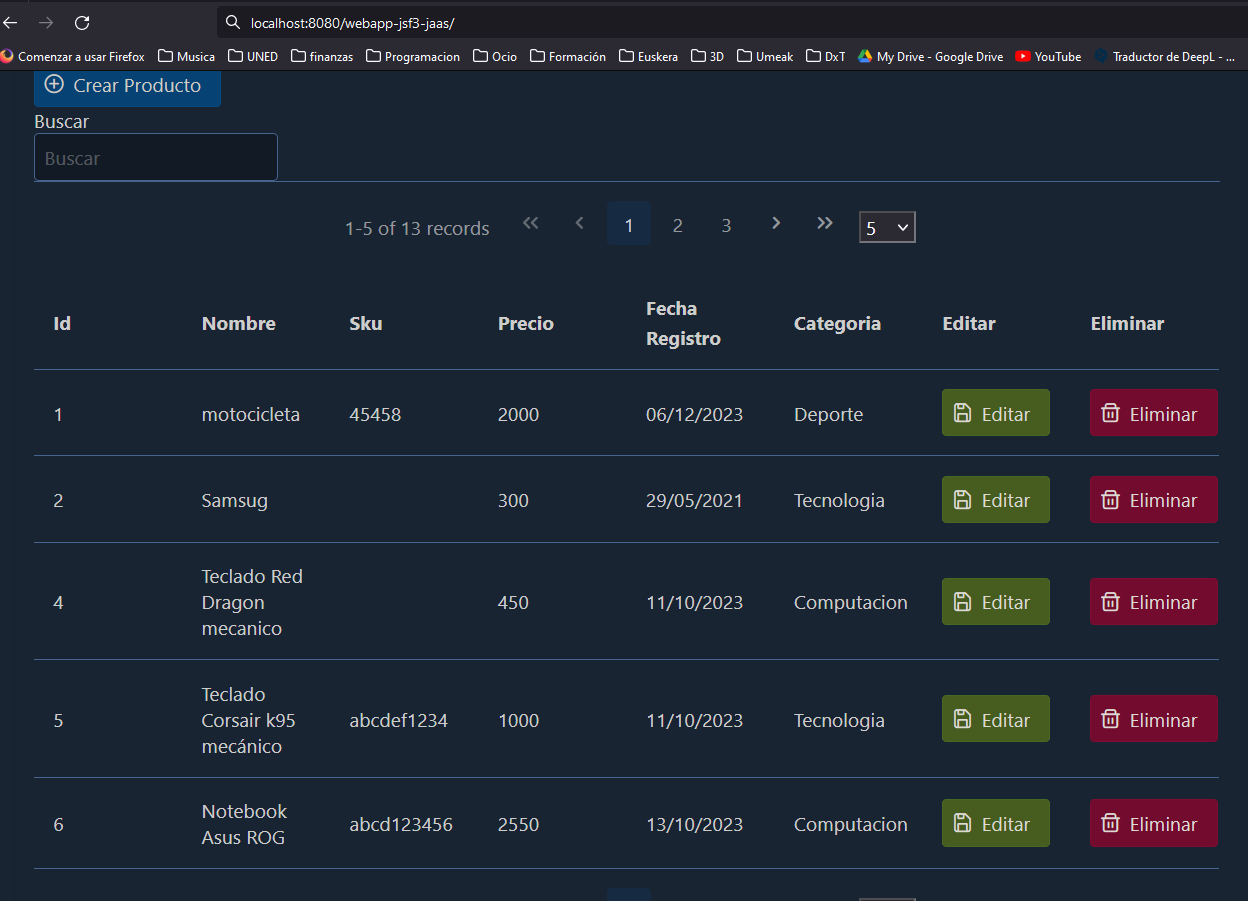 localhost:8080/webapp-jsf3-jaas/
Comenzar a usar Firefox Musica UNED finanzas Programacion Ocio Formación Euskera 3D Umeak DxT My Drive - Google Drive YouTube Traductor de DeepL - ...
Crear Producto
Buscar
Buscar
1-5 of 13 records 1 2 3 5
Id Nombre Sku Precio Fecha Registro Categoria Editar Eliminar
1 motocicleta 45458 2000 06/12/2023 Deporte Editar Eliminar
2 Samsug 300 29/05/2021 Tecnologia Editar Eliminar
4 Teclado Red Dragon mecanico 450 11/10/2023 Computacion Editar Eliminar
5 Teclado Corsair k95 mecánico abcdef1234 1000 11/10/2023 Tecnologia Editar Eliminar
6 Notebook Asus ROG abcd123456 2550 13/10/2023 Computacion Editar Eliminar